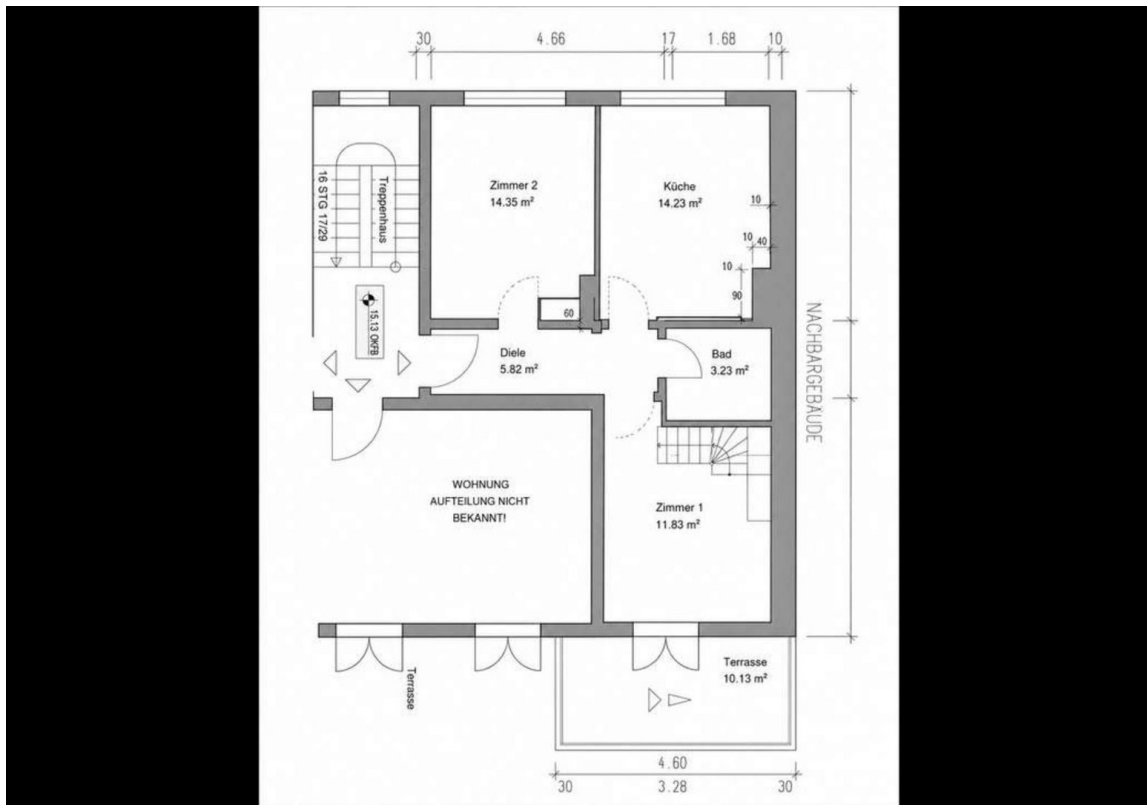 30 4.66 17 1.68 10
Zimmer 2
14.35 m²
Küche
14.23 m²
16 STG 17/29
Treppenhaus
10
10
40
10
90
60
15.13 OKFB
NACHBARGEBÄUDE
Diele
5.82 m²
Bad
3.23 m²
WOHNUNG
AUFTEILUNG NICHT
BEKANNT!
Zimmer 1
11.83 m²
Terrasse
Terrasse
10.13 m²
4.60
30 3.28 30